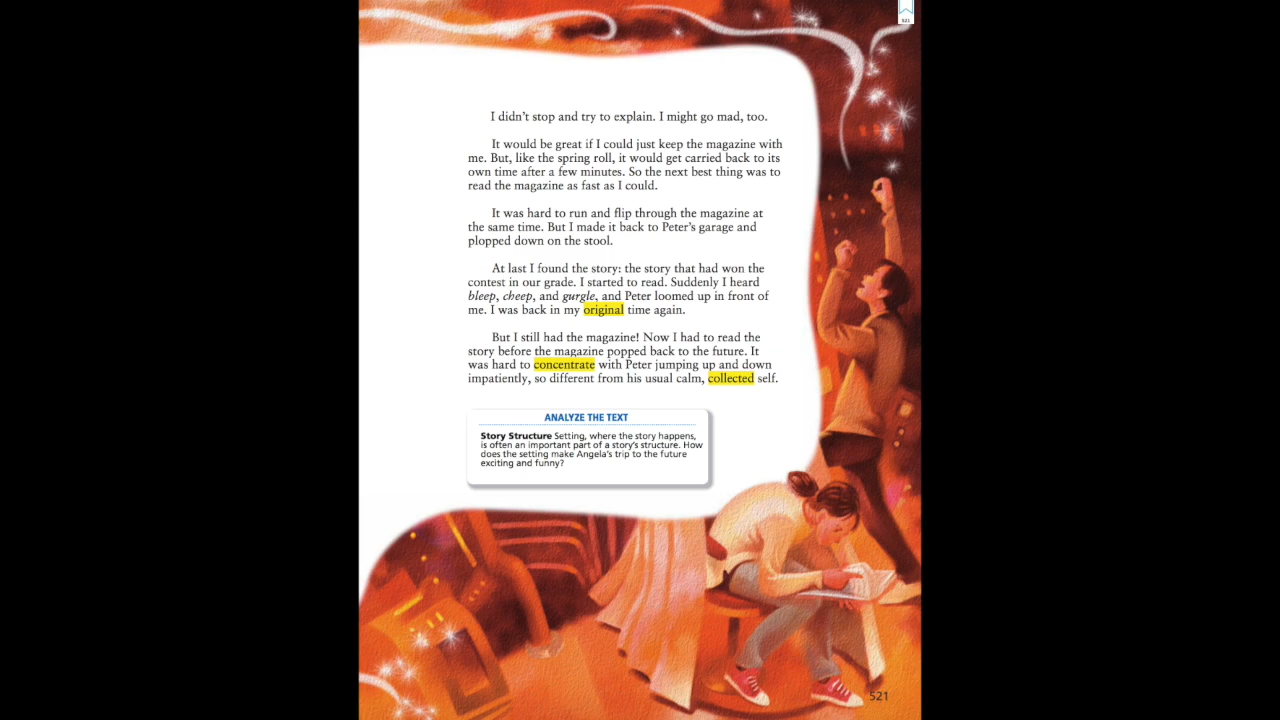 521
I didn't stop and try to explain. I might go mad, too.
It would be great if I could just keep the magazine with
me. But, like the spring roll, it would get carried back to its
own time after a few minutes. So the next best thing was to
read the magazine as fast as I could.
It was hard to run and flip through the magazine at
the same time. But I made it back to Peter's garage and
plopped down on the stool.
At last I found the story: the story that had won the
contest in our grade. I started to read. Suddenly I heard
bleep, cheep, and gurgle, and Peter loomed up in front of
me. I was back in my original time again.
But I still had the magazine! Now I had to read the
story before the magazine popped back to the future. It
was hard to concentrate with Peter jumping up and down
impatiently, so different from his usual calm, collected self.
ANALYZE THE TEXT
Story Structure Setting, where the story happens,
is often an important part of a story's structure. How
does the setting make Angela's trip to the future
exciting and funny?
521